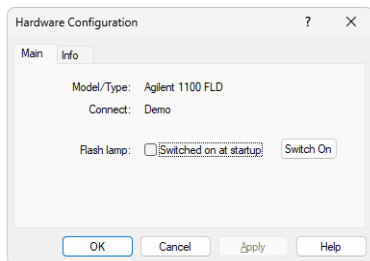 Hardware Configuration ? ×
Main Info
Model/Type: Agilent 1100 FLD
Connect: Demo
Flash lamp: Switched on at startup Switch On
OK Cancel Apply Help